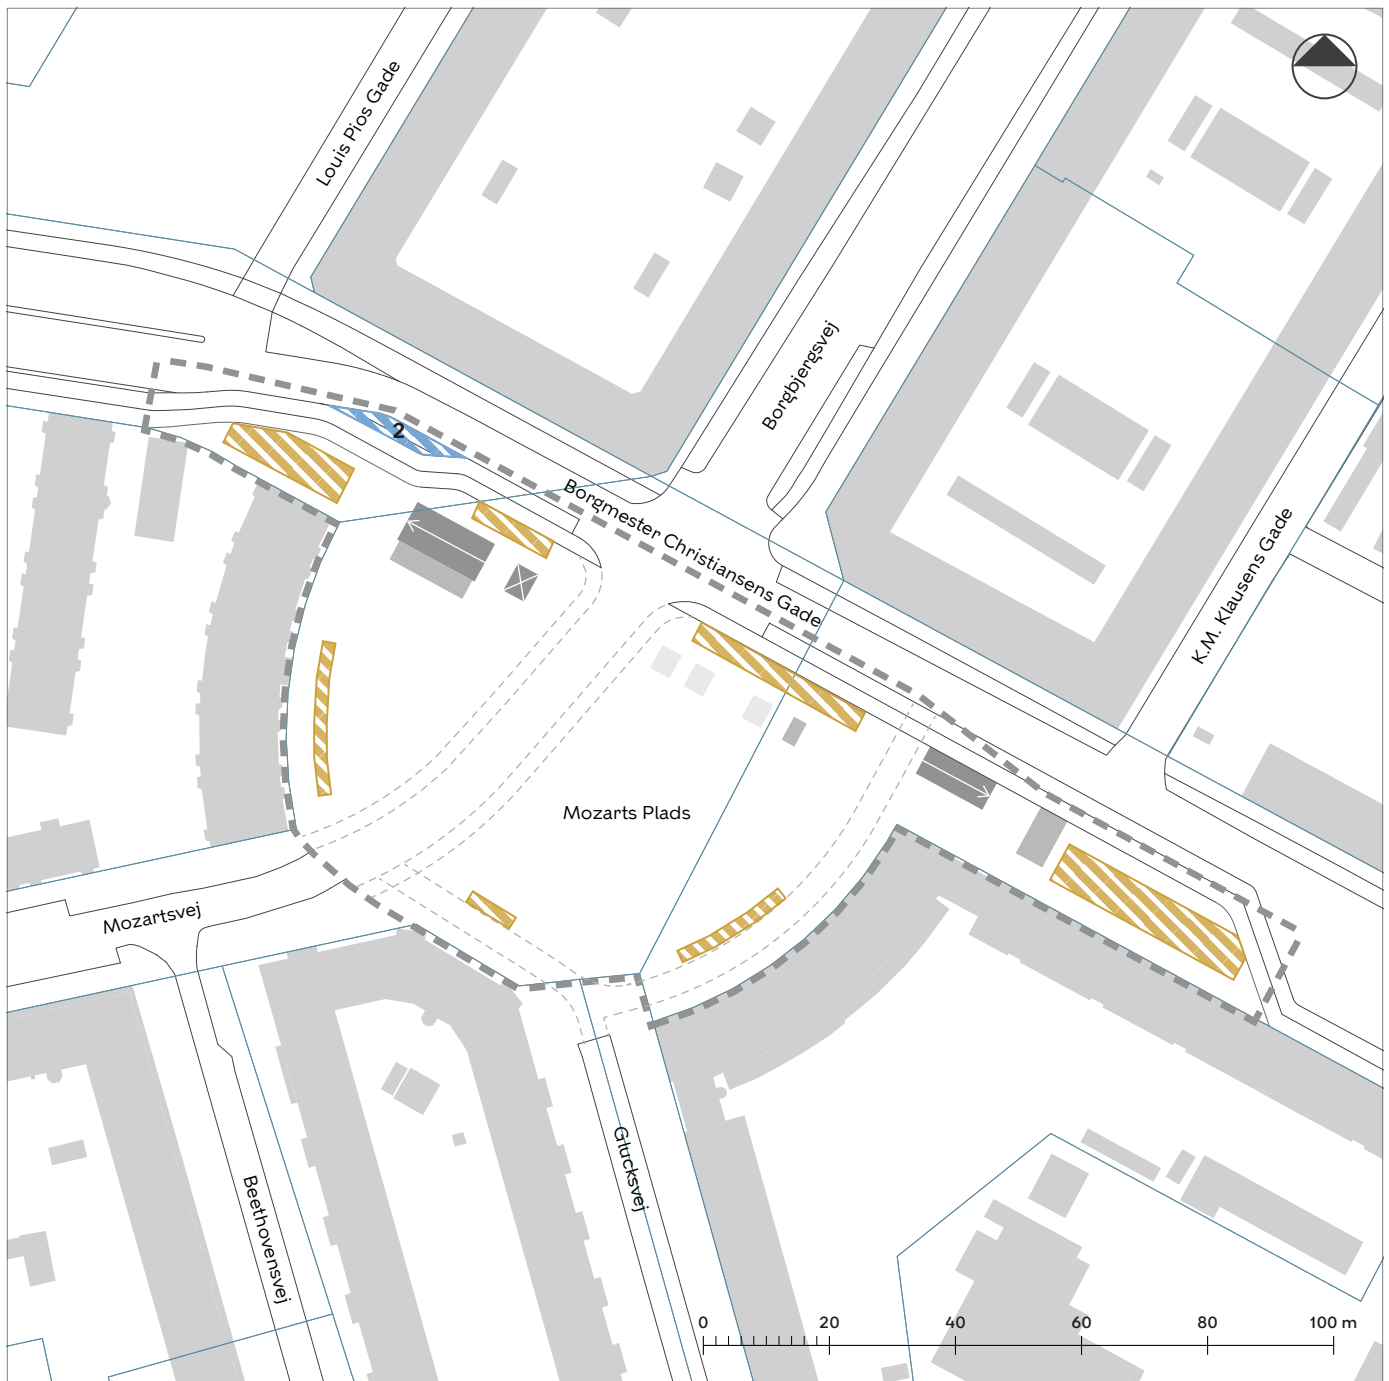 Louis Pios Gade
Borgbjergsvej
2
Borgmester Christiansens Gade
K.M. Klausens Gade
Mozarts Plads
Mozartsvej
Glucksvej
Beethovensvej
0 20 40 60 80 100 m